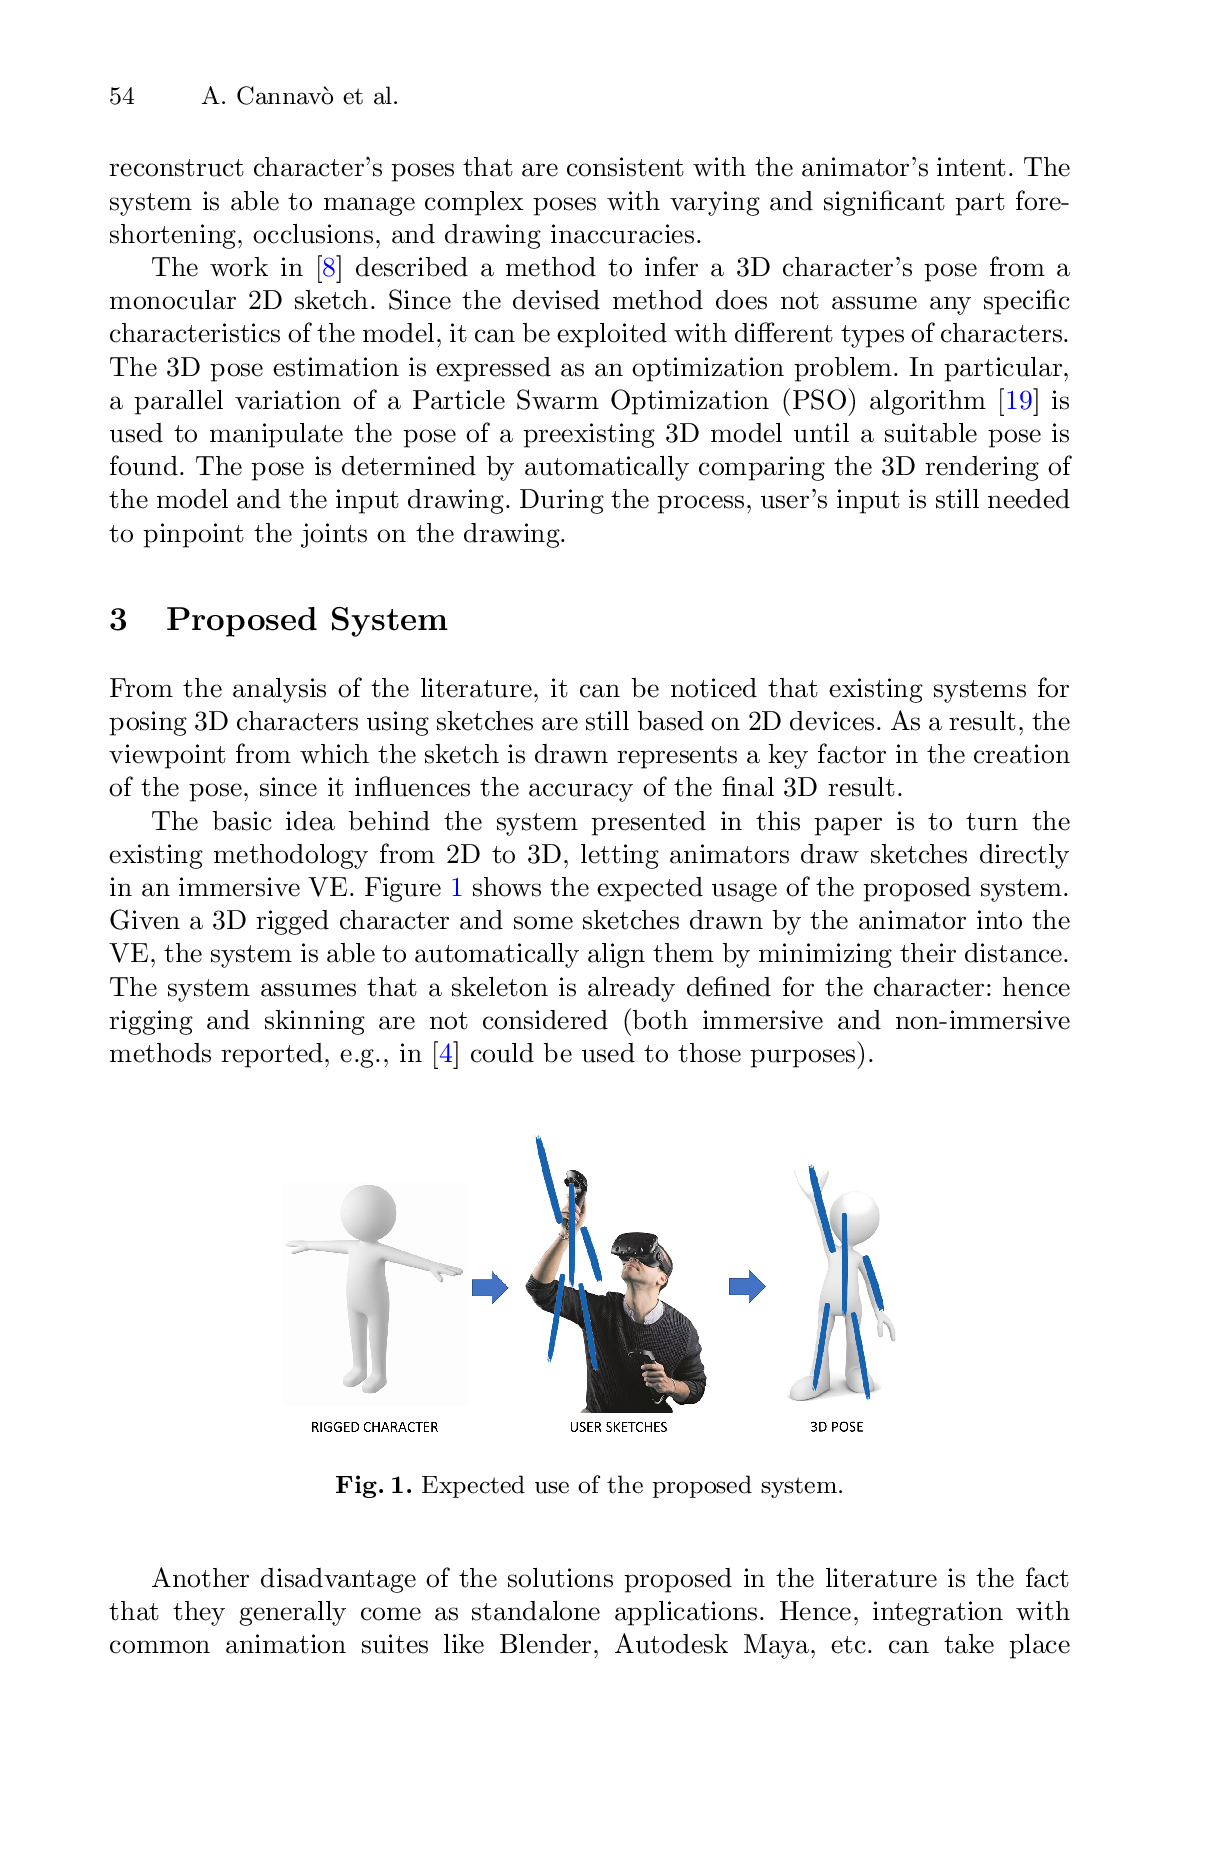 54 A. Cannavò et al.
reconstruct character's poses that are consistent with the animator's intent. The
system is able to manage complex poses with varying and significant part fore-
shortening, occlusions, and drawing inaccuracies.
The work in [8] described a method to infer a 3D character's pose from a
monocular 2D sketch. Since the devised method does not assume any specific
characteristics of the model, it can be exploited with different types of characters.
The 3D pose estimation is expressed as an optimization problem. In particular,
a parallel variation of a Particle Swarm Optimization (PSO) algorithm [19] is
used to manipulate the pose of a preexisting 3D model until a suitable pose is
found. The pose is determined by automatically comparing the 3D rendering of
the model and the input drawing. During the process, user's input is still needed
to pinpoint the joints on the drawing.
3 Proposed System
From the analysis of the literature, it can be noticed that existing systems for
posing 3D characters using sketches are still based on 2D devices. As a result, the
viewpoint from which the sketch is drawn represents a key factor in the creation
of the pose, since it influences the accuracy of the final 3D result.
The basic idea behind the system presented in this paper is to turn the
existing methodology from 2D to 3D, letting animators draw sketches directly
in an immersive VE. Figure 1 shows the expected usage of the proposed system.
Given a 3D rigged character and some sketches drawn by the animator into the
VE, the system is able to automatically align them by minimizing their distance.
The system assumes that a skeleton is already defined for the character: hence
rigging and skinning are not considered (both immersive and non-immersive
methods reported, e.g., in [4] could be used to those purposes).
RIGGED CHARACTER USER SKETCHES 3D POSE
Fig. 1. Expected use of the proposed system.
Another disadvantage of the solutions proposed in the literature is the fact
that they generally come as standalone applications. Hence, integration with
common animation suites like Blender, Autodesk Maya, etc. can take place